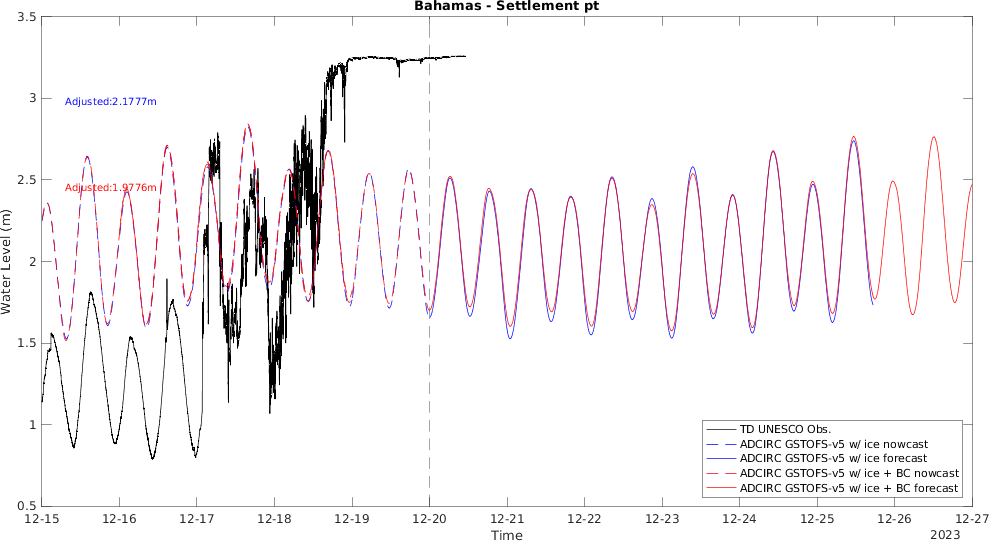 Bahamas - Settlement pt
3.5
3
2.5
2
1.5
1
0.5
Water Level (m)
Adjusted:2.1777m
Adjusted:1.9776m
TD UNESCO Obs.
ADCIRC GSTOFS-v5 w/ ice nowcast
ADCIRC GSTOFS-v5 w/ ice forecast
ADCIRC GSTOFS-v5 w/ ice + BC nowcast
ADCIRC GSTOFS-v5 w/ ice + BC forecast
12-15 12-16 12-17 12-18 12-19 12-20 12-21 12-22 12-23 12-24 12-25 12-26 12-27
Time
2023